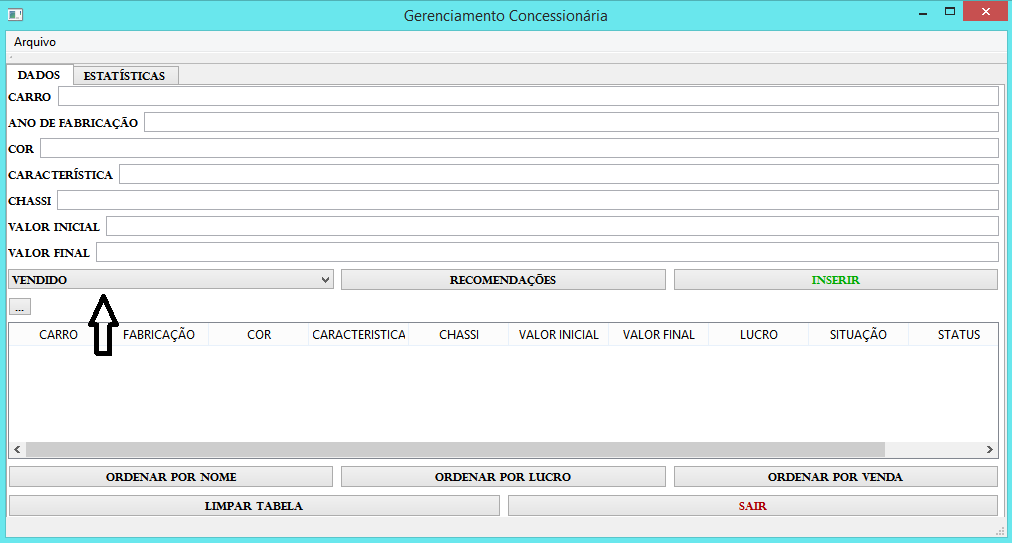 Gerenciamento Concessionária
Arquivo
DADOS ESTATÍSTICAS
CARRO
ANO DE FABRICAÇÃO
COR
CARACTERÍSTICA
CHASSI
VALOR INICIAL
VALOR FINAL
VENDIDO RECOMENDAÇÕES INSERIR
...
CARRO FABRICAÇÃO COR CARACTERISTICA CHASSI VALOR INICIAL VALOR FINAL LUCRO SITUAÇÃO STATUS
ORDENAR POR NOME ORDENAR POR LUCRO ORDENAR POR VENDA
LIMPAR TABELA SAIR